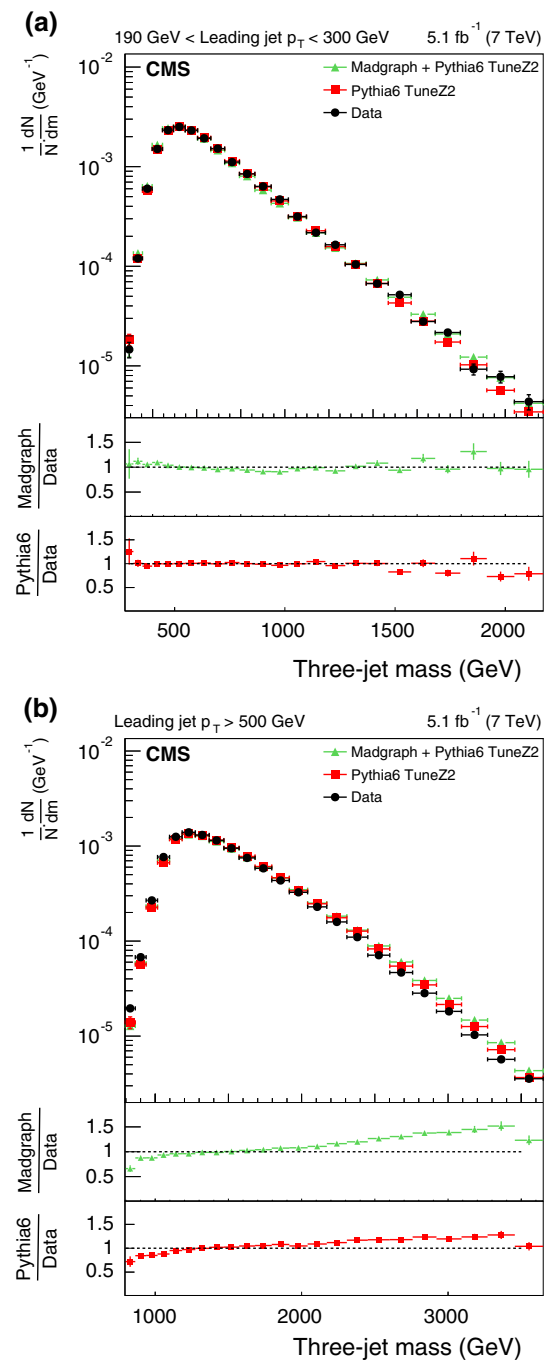 (a)
190 GeV < Leading jet p_T < 300 GeV 5.1 fb⁻¹ (7 TeV)
10⁻²
CMS
Madgraph + Pythia6 TuneZ2
Pythia6 TuneZ2
Data
1/N · dN/dm (GeV⁻¹)
10⁻³
10⁻⁴
10⁻⁵
Madgraph / Data
1.5
1
0.5
Pythia6 / Data
1.5
1
0.5
500 1000 1500 2000
Three-jet mass (GeV)
(b)
Leading jet p_T > 500 GeV 5.1 fb⁻¹ (7 TeV)
10⁻²
CMS
Madgraph + Pythia6 TuneZ2
Pythia6 TuneZ2
Data
1/N · dN/dm (GeV⁻¹)
10⁻³
10⁻⁴
10⁻⁵
Madgraph / Data
1.5
1
0.5
Pythia6 / Data
1.5
1
0.5
1000 2000 3000
Three-jet mass (GeV)